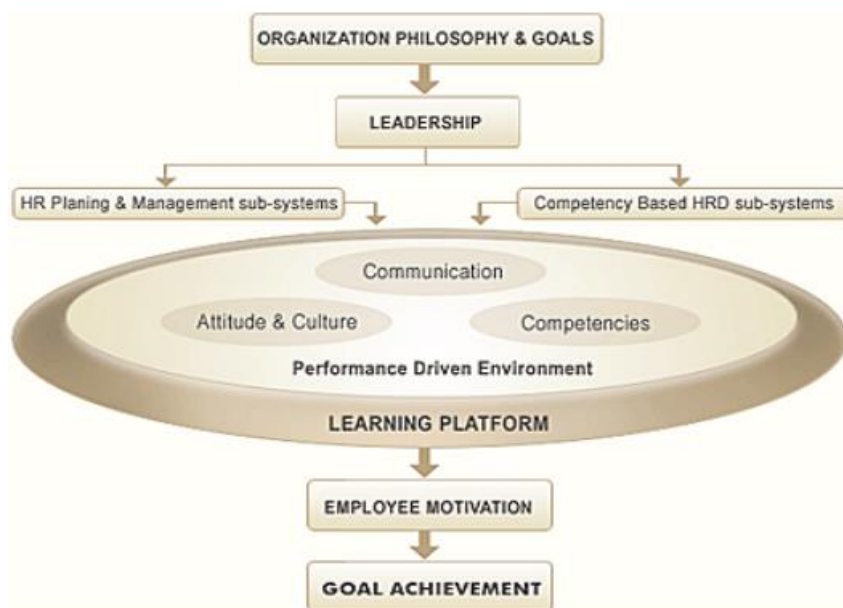 ORGANIZATION PHILOSOPHY & GOALS
LEADERSHIP
HR Planing & Management sub-systems
Competency Based HRD sub-systems
Communication
Attitude & Culture
Competencies
Performance Driven Environment
LEARNING PLATFORM
EMPLOYEE MOTIVATION
GOAL ACHIEVEMENT